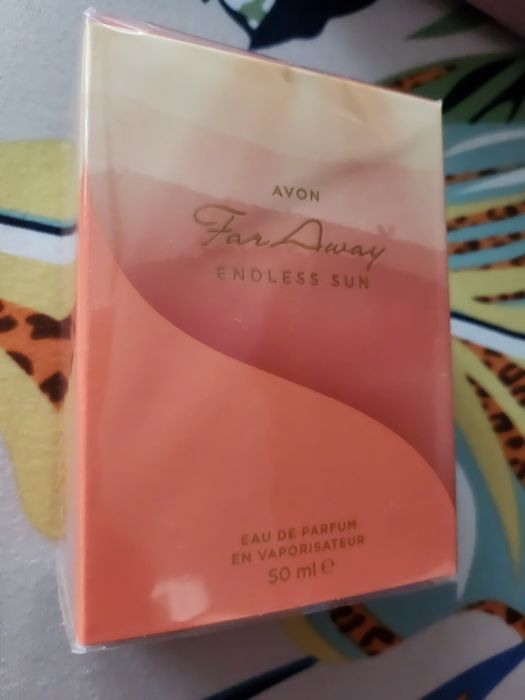 AVON
Far Away
ENDLESS SUN
EAU DE PARFUM
EN VAPORISATEUR
50 ml ℮